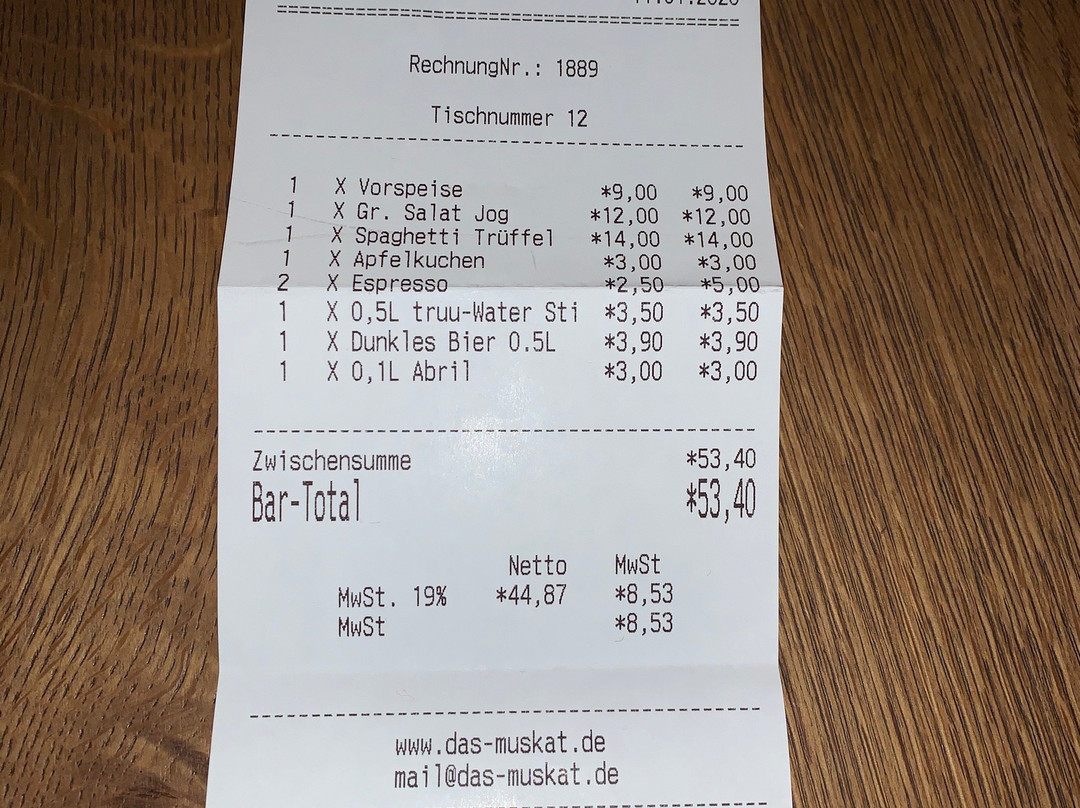 =============================================
RechnungNr.: 1889
Tischnummer 12
---------------------------------------------
1 X Vorspeise *9,00 *9,00
1 X Gr. Salat Jog *12,00 *12,00
1 X Spaghetti Trüffel *14,00 *14,00
1 X Apfelkuchen *3,00 *3,00
2 X Espresso *2,50 *5,00
1 X 0,5L truu-Water Sti *3,50 *3,50
1 X Dunkles Bier 0.5L *3,90 *3,90
1 X 0,1L Abril *3,00 *3,00
---------------------------------------------
Zwischensumme *53,40
Bar-Total *53,40
Netto MwSt
MwSt. 19% *44,87 *8,53
MwSt *8,53
---------------------------------------------
www.das-muskat.de
mail@das-muskat.de
---------------------------------------------